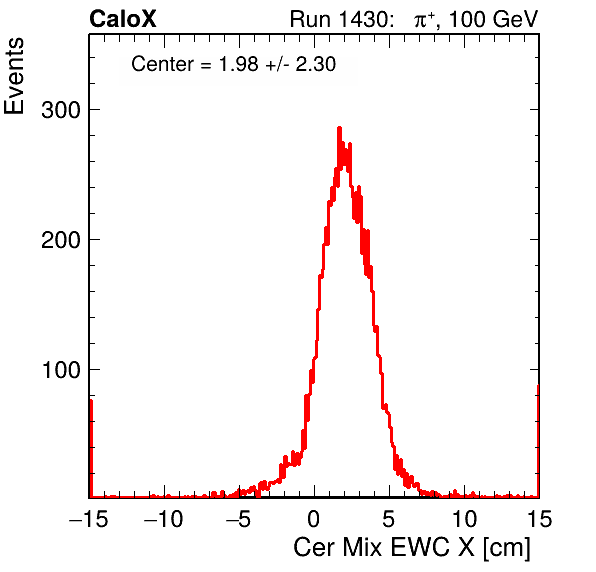 CaloX Run 1430: π⁺, 100 GeV
Events
Center = 1.98 +/- 2.30
300
200
100
−15 −10 −5 0 5 10 15
Cer Mix EWC X [cm]